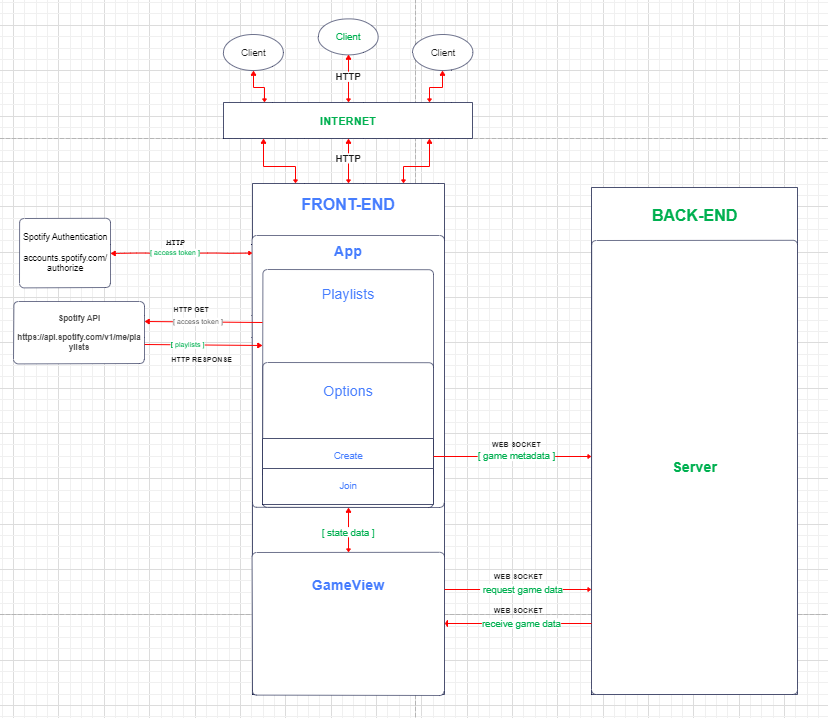 Client
Client
Client
HTTP
INTERNET
HTTP
FRONT-END
BACK-END
Spotify Authentication
accounts.spotify.com/
authorize
HTTP
[ access token ]
App
Playlists
Spotify API
https://api.spotify.com/v1/me/pla
ylists
HTTP GET
[ access token ]
[ playlists ]
HTTP RESPONSE
Options
Create
Join
WEB SOCKET
[ game metadata ]
Server
[ state data ]
GameView
WEB SOCKET
request game data
WEB SOCKET
receive game data